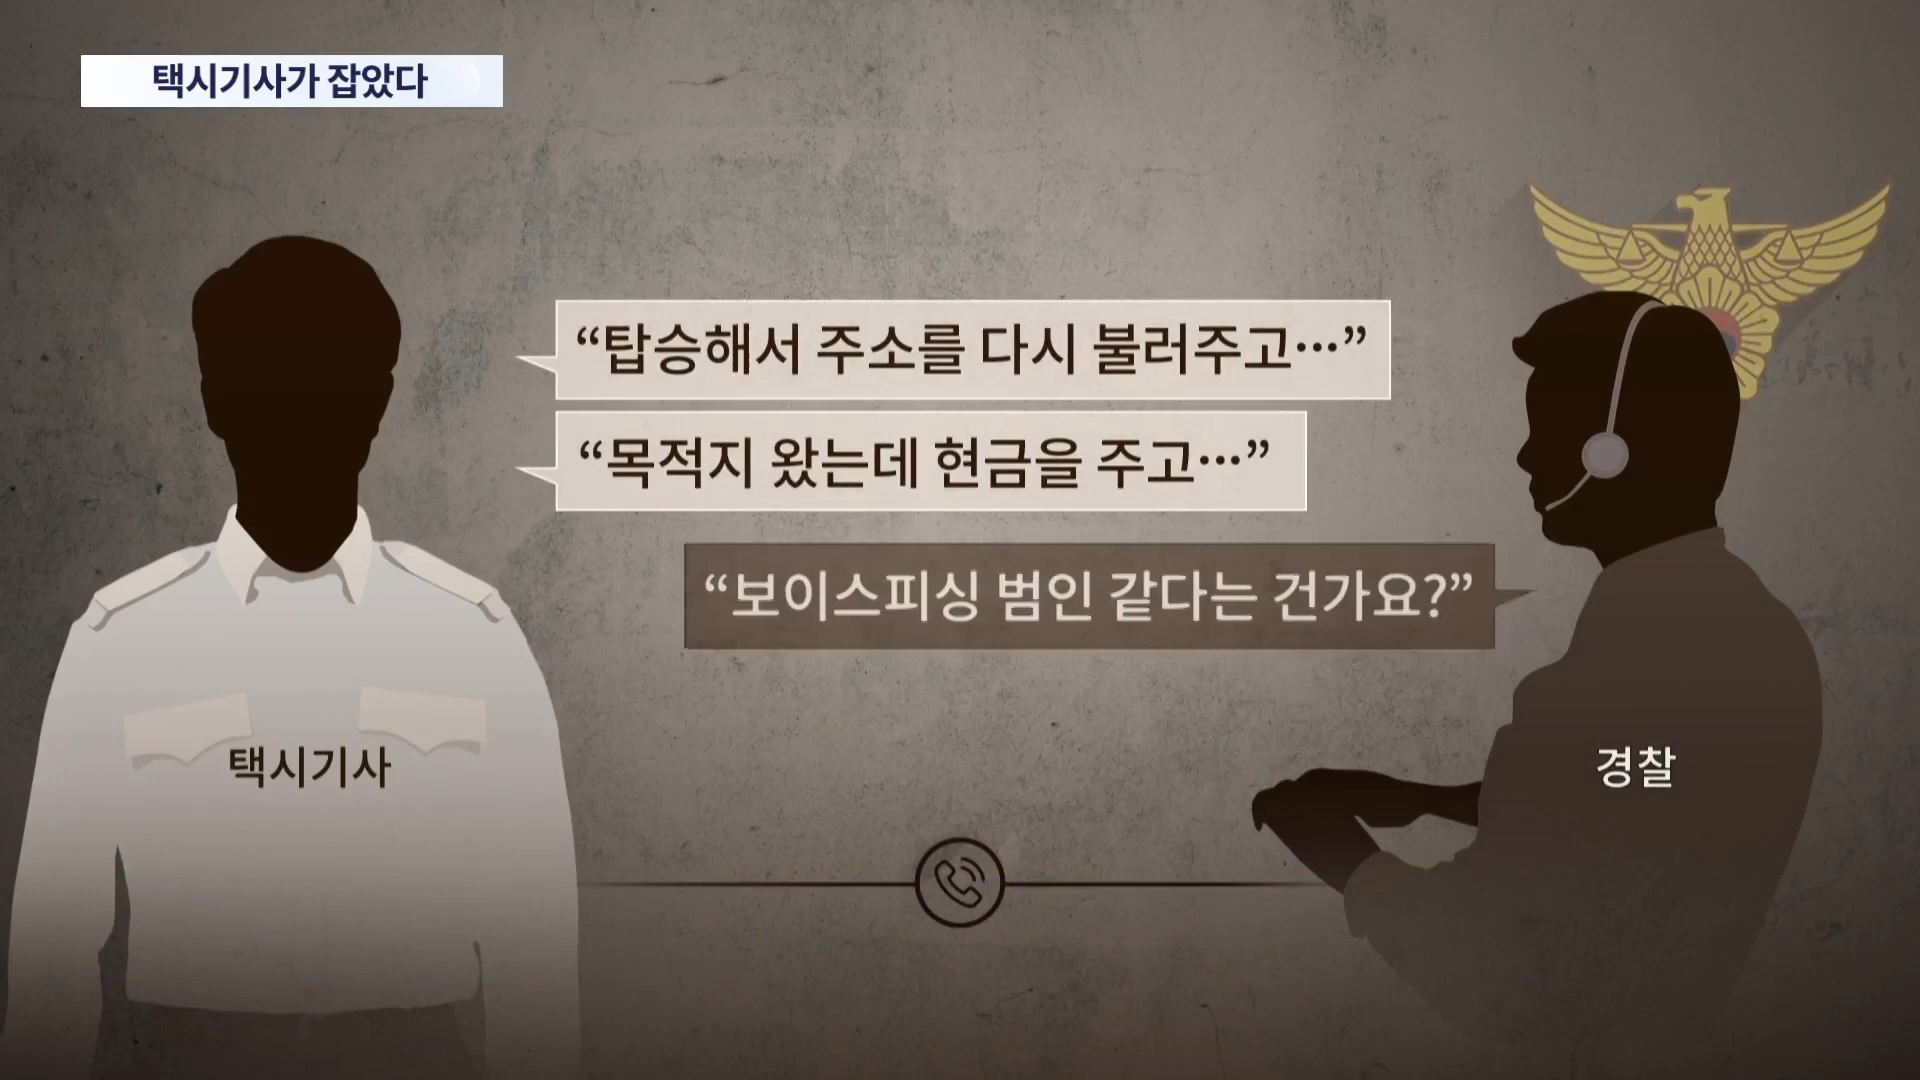 택시기사가 잡았다
“탑승해서 주소를 다시 불러주고…”
“목적지 왔는데 현금을 주고…”
“보이스피싱 범인 같다는 건가요?”
택시기사
경찰